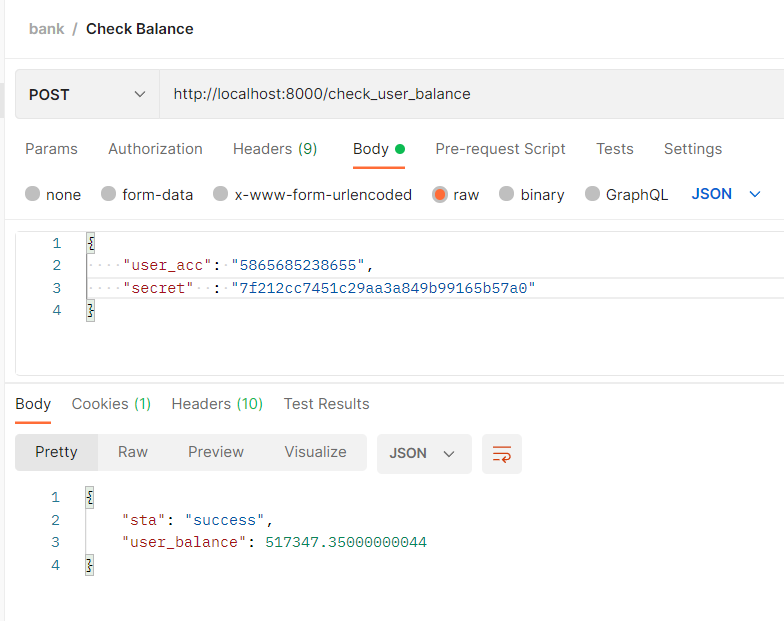 bank / Check Balance
POST http://localhost:8000/check_user_balance
Params Authorization Headers (9) Body Pre-request Script Tests Settings
none form-data x-www-form-urlencoded raw binary GraphQL JSON
1 {
2 "user_acc": "5865685238655",
3 "secret" : "7f212cc7451c29aa3a849b99165b57a0"
4 }
Body Cookies (1) Headers (10) Test Results
Pretty Raw Preview Visualize JSON
1 {
2 "sta": "success",
3 "user_balance": 517347.35000000044
4 }